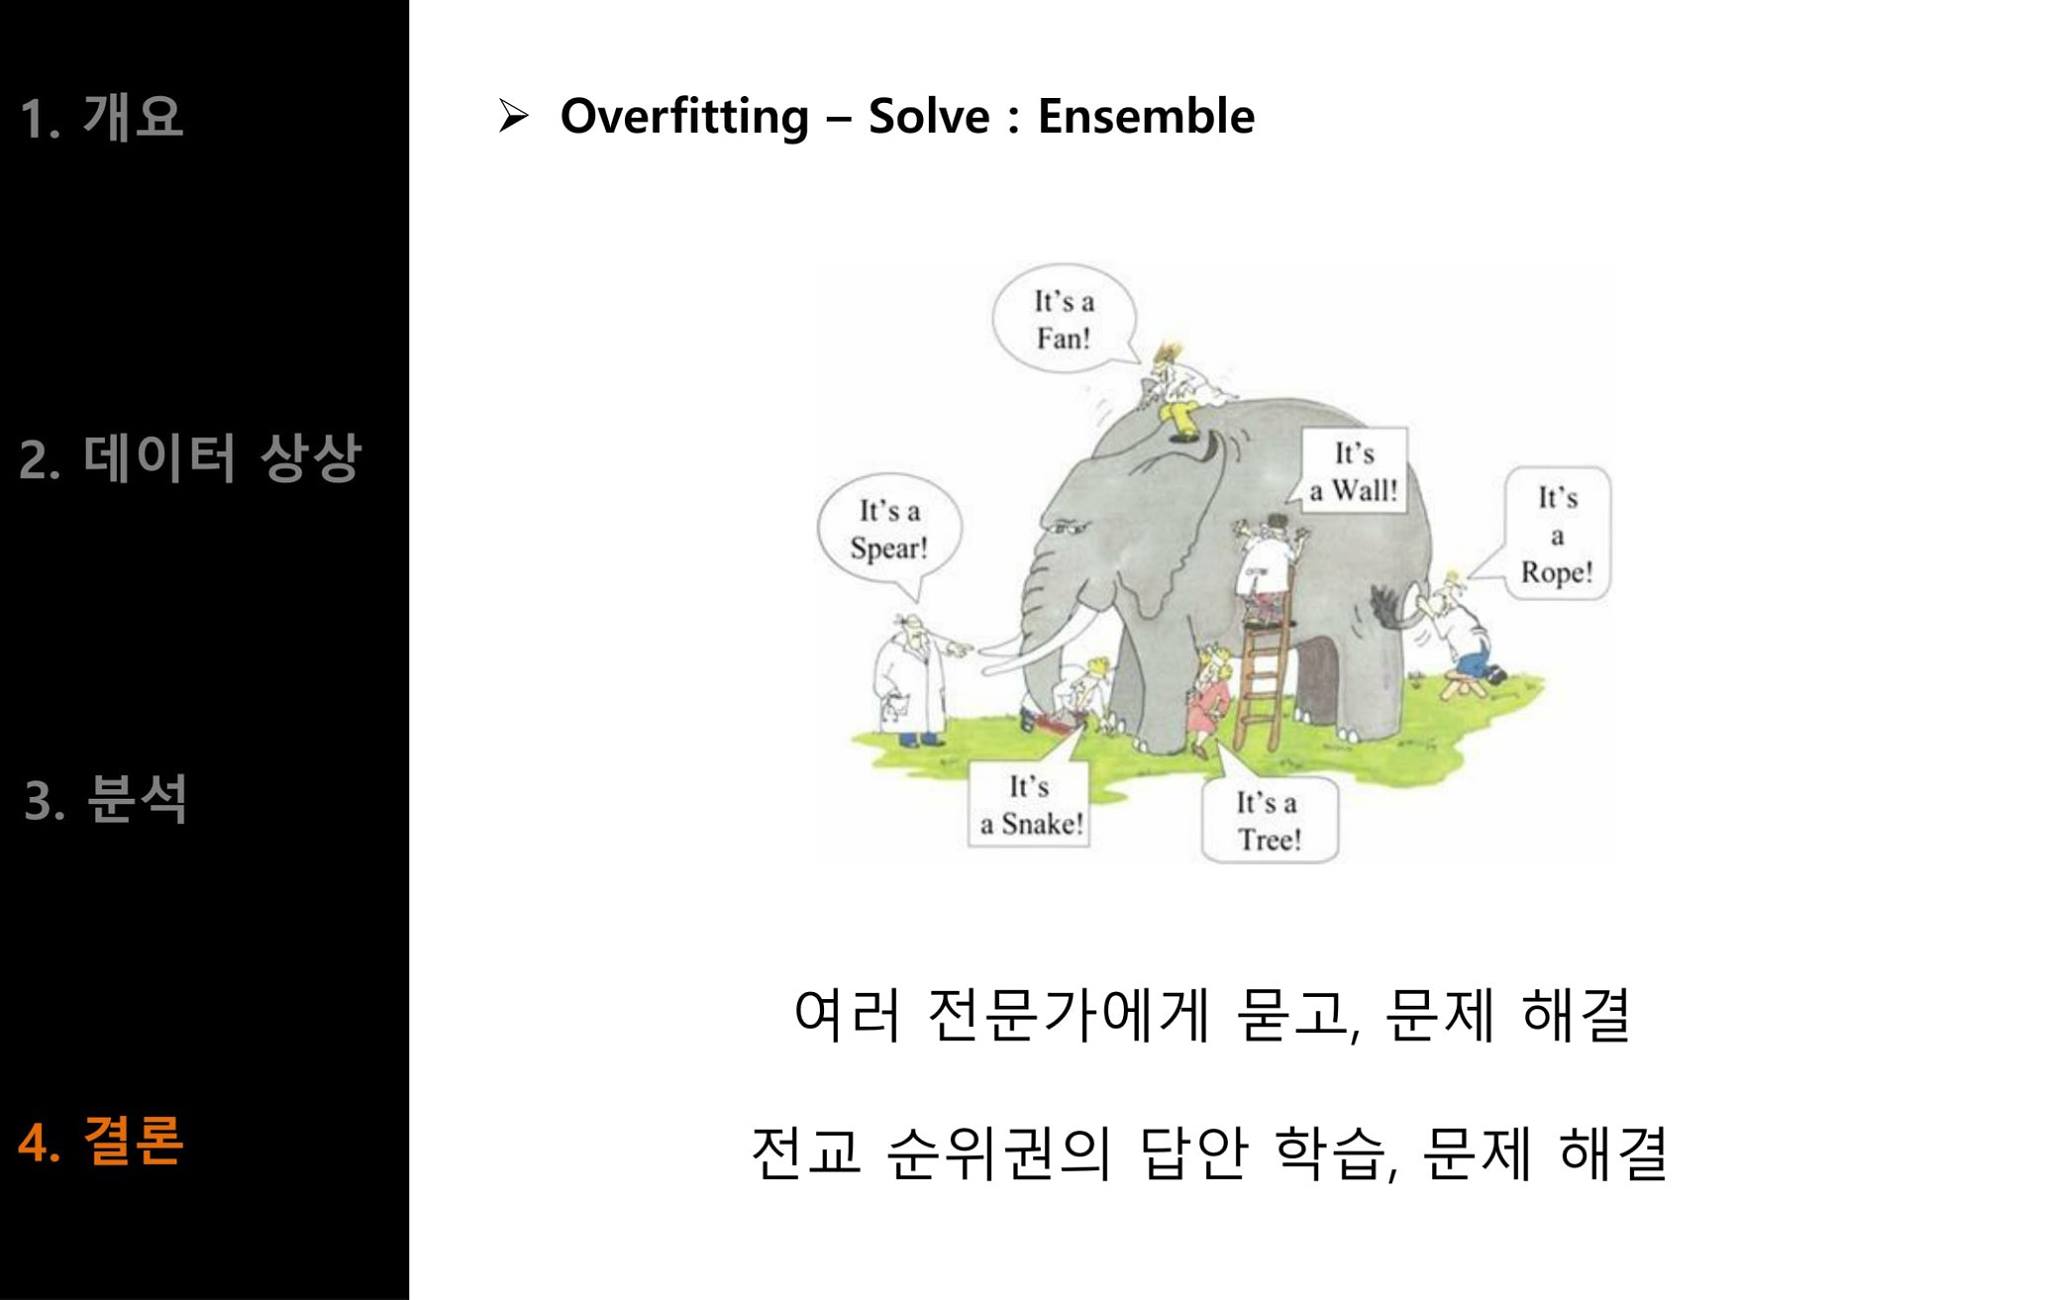 1. 개요
2. 데이터 상상
3. 분석
4. 결론
➢ Overfitting – Solve : Ensemble
It's a
Fan!
It's
a Wall!
It's
a
Rope!
It's a
Spear!
It's
a Snake!
It's a
Tree!
여러 전문가에게 묻고, 문제 해결
전교 순위권의 답안 학습, 문제 해결